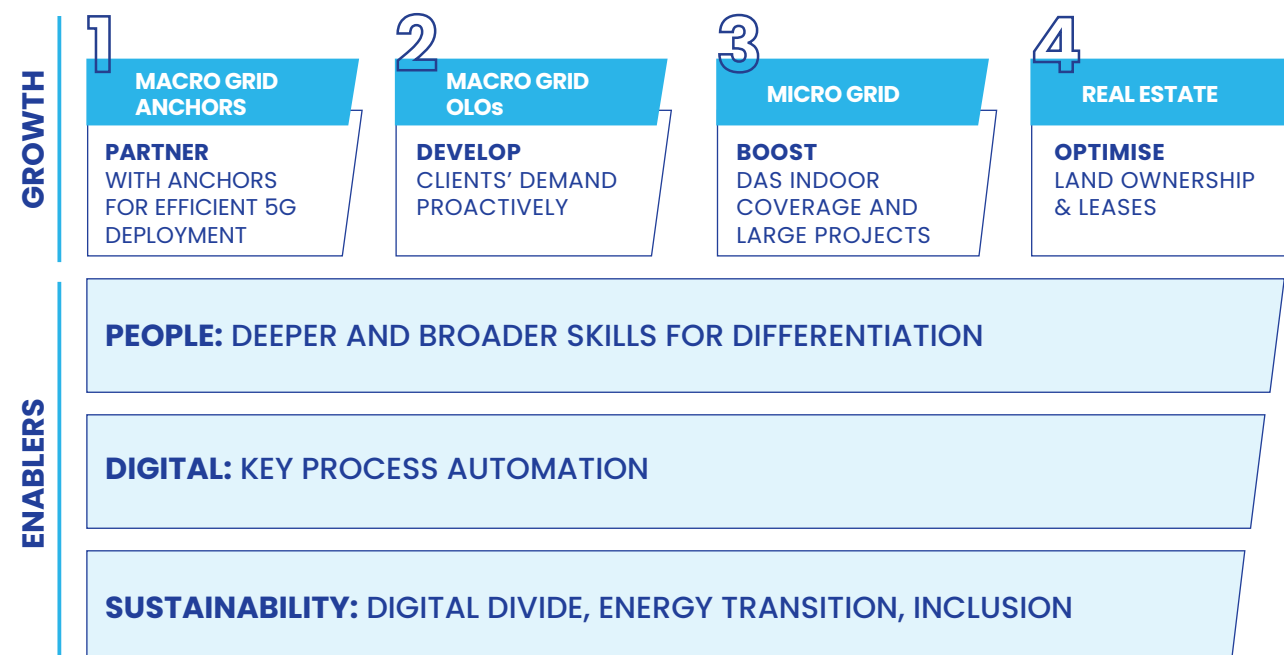 GROWTH
1
MACRO GRID
ANCHORS
PARTNER
WITH ANCHORS
FOR EFFICIENT 5G
DEPLOYMENT
2
MACRO GRID
OLOs
DEVELOP
CLIENTS’ DEMAND
PROACTIVELY
3
MICRO GRID
BOOST
DAS INDOOR
COVERAGE AND
LARGE PROJECTS
4
REAL ESTATE
OPTIMISE
LAND OWNERSHIP
& LEASES
ENABLERS
PEOPLE: DEEPER AND BROADER SKILLS FOR DIFFERENTIATION
DIGITAL: KEY PROCESS AUTOMATION
SUSTAINABILITY: DIGITAL DIVIDE, ENERGY TRANSITION, INCLUSION